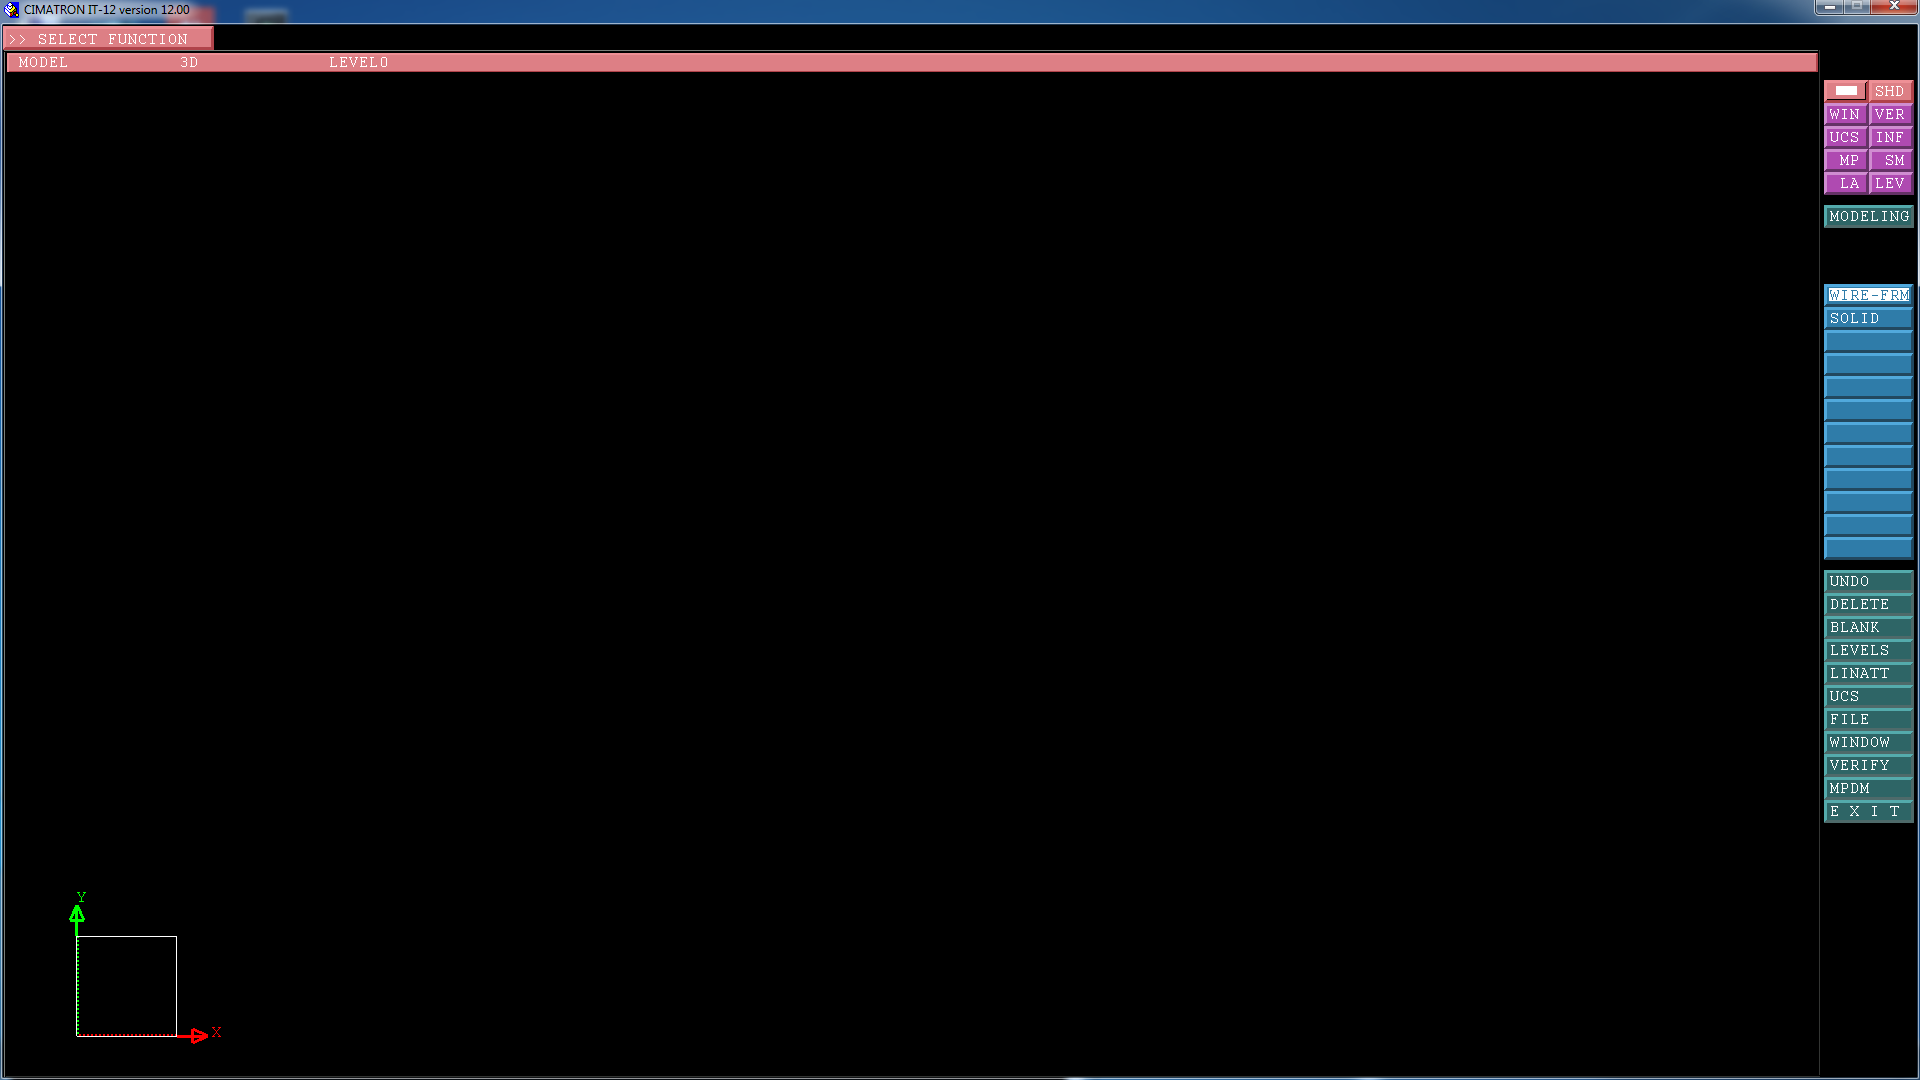 CIMATRON IT-12 version 12.00
>> SELECT FUNCTION
MODEL 3D LEVEL0
SHD
WIN VER
UCS INF
MP SM
LA LEV
MODELING
WIRE-FRM
SOLID
UNDO
DELETE
BLANK
LEVELS
LINATT
UCS
FILE
WINDOW
VERIFY
MPDM
E X I T
Y
X